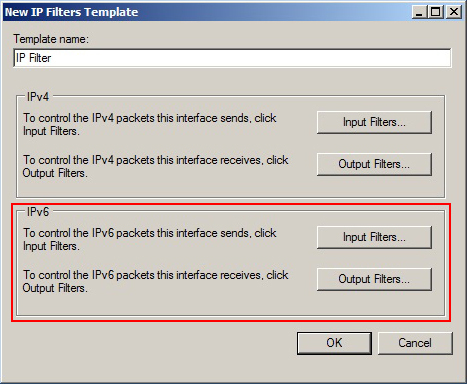 New IP Filters Template
Template name:
IP Filter
IPv4
To control the IPv4 packets this interface sends, click
Input Filters.
Input Filters...
To control the IPv4 packets this interface receives, click
Output Filters.
Output Filters...
IPv6
To control the IPv6 packets this interface sends, click
Input Filters.
Input Filters...
To control the IPv6 packets this interface receives, click
Output Filters.
Output Filters...
OK
Cancel